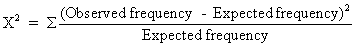 X² = Σ (Observed frequency - Expected frequency)² / Expected frequency